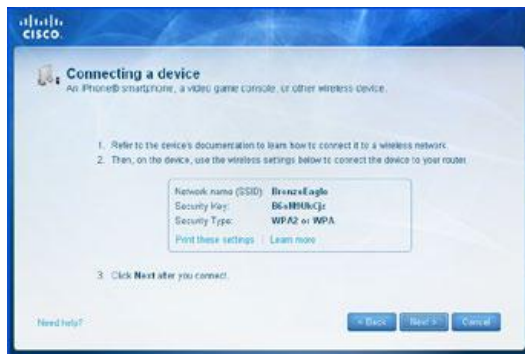 CISCO
Connecting a device
An iPhone® smartphone, a video game console, or other wireless device.
1. Refer to the device's documentation to learn how to connect it to a wireless network.
2. Then, on the device, use the wireless settings below to connect the device to your router.
Network name (SSID): BronzeEagle
Security Key:
Security Type: WPA2 or WPA
Print these settings | Learn more
3. Click Next after you connect.
Need help?
< Back Next > Cancel